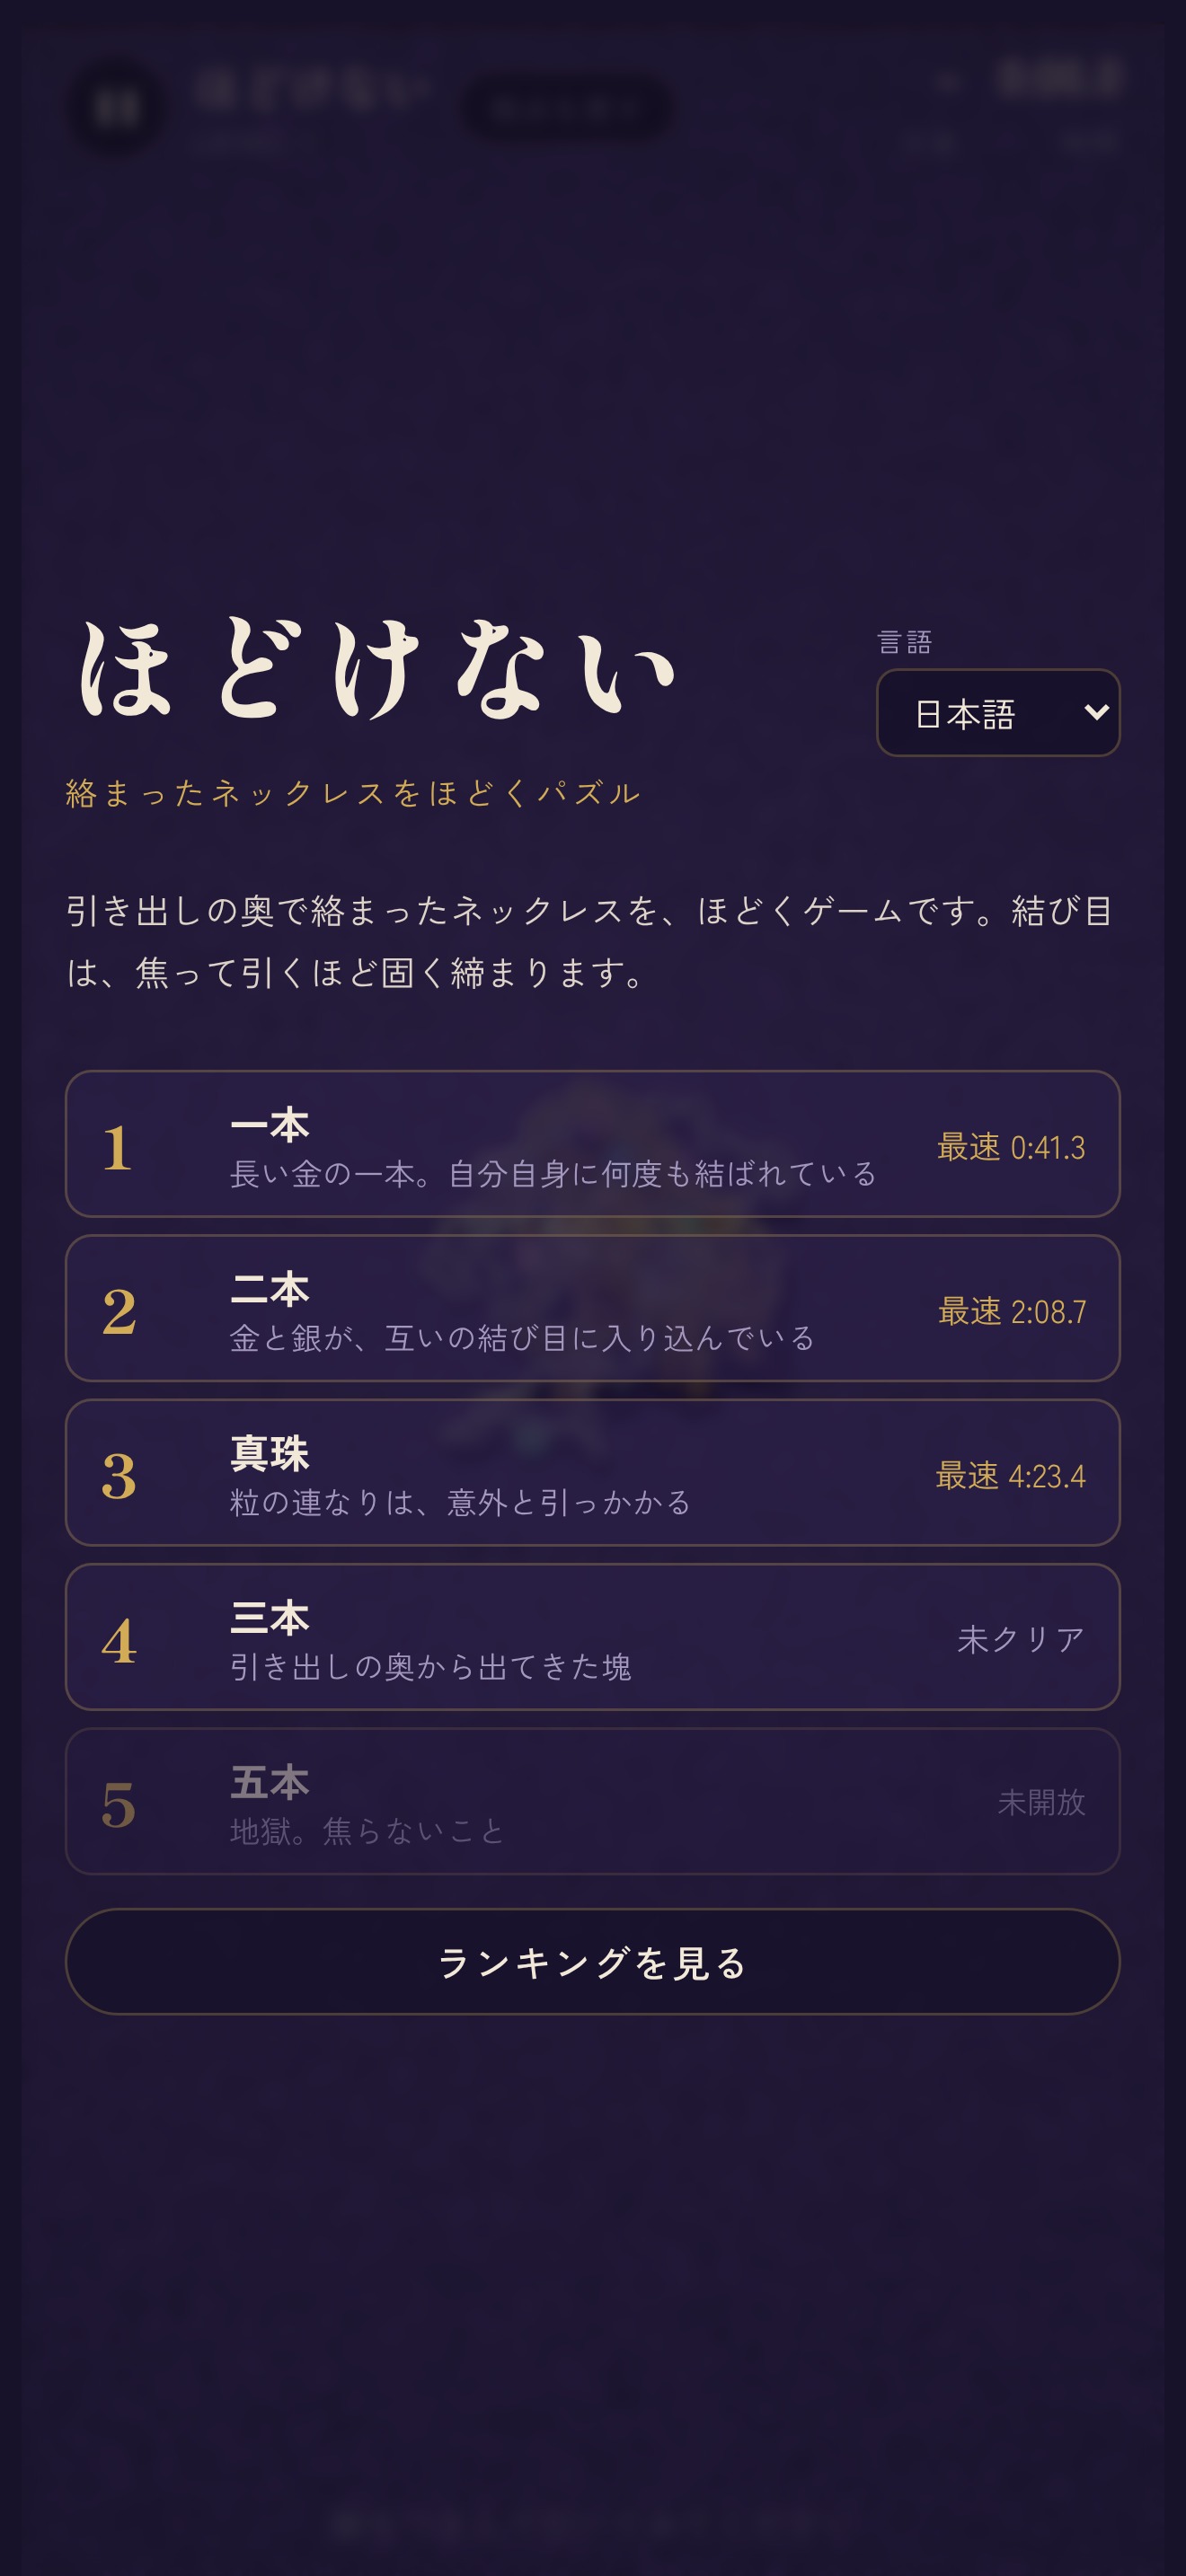 ほどけない
言語
日本語
絡まったネックレスをほどくパズル
引き出しの奥で絡まったネックレスを、ほどくゲームです。結び目
は、焦って引くほど固く締まります。
1
一本
長い金の一本。自分自身に何度も結ばれている
最速 0:41.3
2
二本
金と銀が、互いの結び目に入り込んでいる
最速 2:08.7
3
真珠
粒の連なりは、意外と引っかかる
最速 4:23.4
4
三本
引き出しの奥から出てきた塊
未クリア
5
五本
地獄。焦らないこと
未開放
ランキングを見る